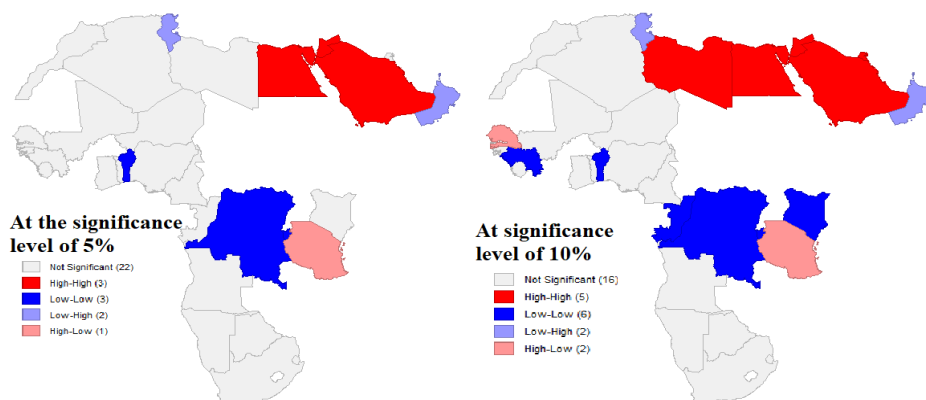 At the significance
level of 5%
Not Significant (22)
High-High (3)
Low-Low (3)
Low-High (2)
High-Low (1)
At significance
level of 10%
Not Significant (16)
High-High (5)
Low-Low (6)
Low-High (2)
High-Low (2)